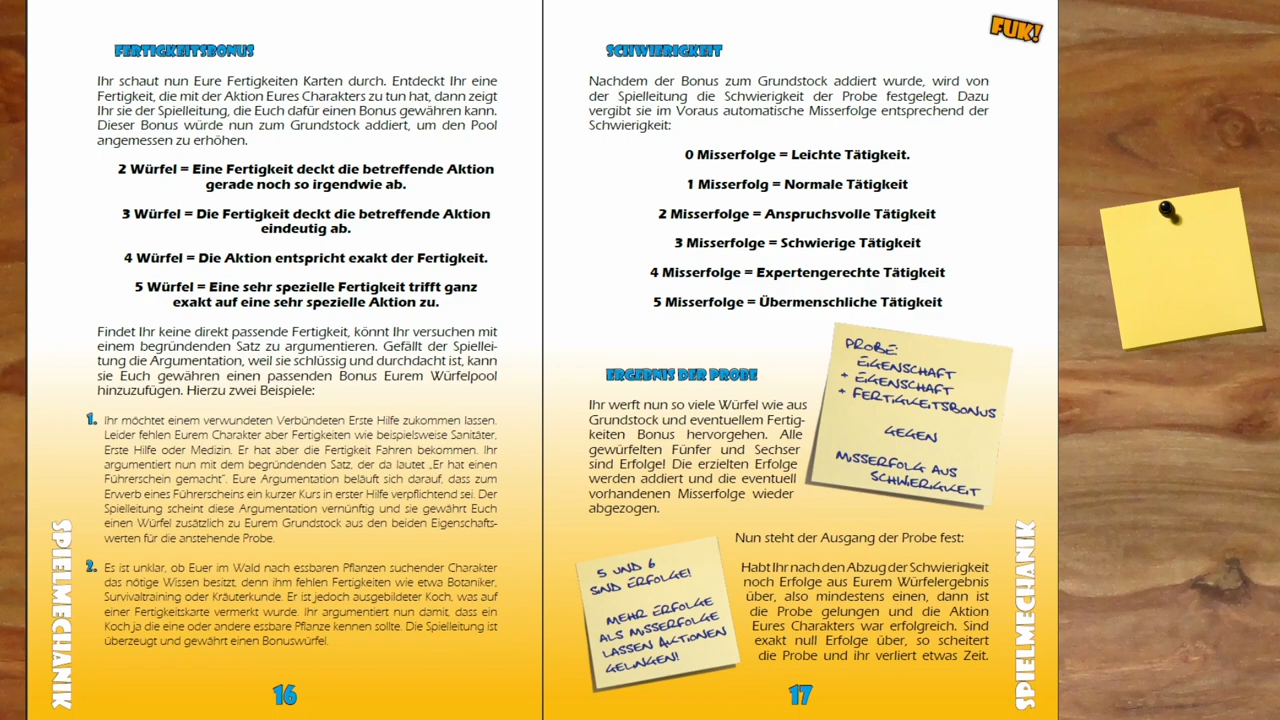 FERTIGKEITSBONUS
Ihr schaut nun Eure Fertigkeiten Karten durch. Entdeckt Ihr eine
Fertigkeit, die mit der Aktion Eures Charakters zu tun hat, dann zeigt
Ihr sie der Spielleitung, die Euch dafür einen Bonus gewähren kann.
Dieser Bonus würde nun zum Grundstock addiert, um den Pool
angemessen zu erhöhen.
2 Würfel = Eine Fertigkeit deckt die betreffende Aktion
gerade noch so irgendwie ab.
3 Würfel = Die Fertigkeit deckt die betreffende Aktion
eindeutig ab.
4 Würfel = Die Aktion entspricht exakt der Fertigkeit.
5 Würfel = Eine sehr spezielle Fertigkeit trifft ganz
exakt auf eine sehr spezielle Aktion zu.
Findet Ihr keine direkt passende Fertigkeit, könnt Ihr versuchen mit
einem begründenden Satz zu argumentieren. Gefällt der Spiellei-
tung die Argumentation, weil sie schlüssig und durchdacht ist, kann
sie Euch gewähren einen passenden Bonus Eurem Würfelpool
hinzuzufügen. Hierzu zwei Beispiele:
1. Ihr möchtet einem verwundeten Verbündeten Erste Hilfe zukommen lassen.
Leider fehlen Eurem Charakter aber Fertigkeiten wie beispielsweise Sanitäter,
Erste Hilfe oder Medizin. Er hat aber die Fertigkeit Fahren bekommen. Ihr
argumentiert nun mit dem begründenden Satz, der da lautet „Er hat einen
Führerschein gemacht“. Eure Argumentation beläuft sich darauf, dass zum
Erwerb eines Führerscheins ein kurzer Kurs in erster Hilfe verpflichtend sei. Der
Spielleitung scheint diese Argumentation vernünftig und sie gewährt Euch
einen Würfel zusätzlich zu Eurem Grundstock aus den beiden Eigenschafts-
werten für die anstehende Probe.
2. Es ist unklar, ob Euer im Wald nach essbaren Pflanzen suchender Charakter
das nötige Wissen besitzt, denn ihm fehlen Fertigkeiten wie etwa Botaniker,
Survivaltraining oder Kräuterkunde. Er ist jedoch ausgebildeter Koch, was auf
einer Fertigkeitskarte vermerkt wurde. Ihr argumentiert nun damit, dass ein
Koch ja die eine oder andere essbare Pflanze kennen sollte. Die Spielleitung ist
überzeugt und gewährt einen Bonuswürfel.
SPIELMECHANIK
16
FUK!
SCHWIERIGKEIT
Nachdem der Bonus zum Grundstock addiert wurde, wird von
der Spielleitung die Schwierigkeit der Probe festgelegt. Dazu
vergibt sie im Voraus automatische Misserfolge entsprechend der
Schwierigkeit:
0 Misserfolge = Leichte Tätigkeit.
1 Misserfolg = Normale Tätigkeit
2 Misserfolge = Anspruchsvolle Tätigkeit
3 Misserfolge = Schwierige Tätigkeit
4 Misserfolge = Expertengerechte Tätigkeit
5 Misserfolge = Übermenschliche Tätigkeit
ERGEBNIS DER PROBE
Ihr werft nun so viele Würfel wie aus
Grundstock und eventuellem Fertig-
keiten Bonus hervorgehen. Alle
gewürfelten Fünfer und Sechser
sind Erfolge! Die erzielten Erfolge
werden addiert und die eventuell
vorhandenen Misserfolge wieder
abgezogen.
PROBE:
EIGENSCHAFT
+ EIGENSCHAFT
+ FERTIGKEITSBONUS
GEGEN
MISSERFOLG AUS
SCHWIERIGKEIT
Nun steht der Ausgang der Probe fest:
5 UND 6
SIND ERFOLGE!
MEHR ERFOLGE
ALS MISSERFOLGE
LASSEN AKTIONEN
GELINGEN!
Habt Ihr nach den Abzug der Schwierigkeit
noch Erfolge aus Eurem Würfelergebnis
über, also mindestens einen, dann ist
die Probe gelungen und die Aktion
Eures Charakters war erfolgreich. Sind
exakt null Erfolge über, so scheitert
die Probe und ihr verliert etwas Zeit.
SPIELMECHANIK
17